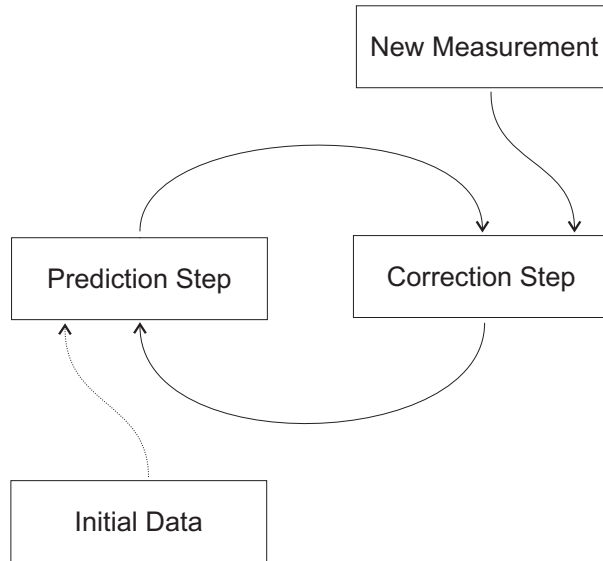 New Measurement
Prediction Step
Correction Step
Initial Data